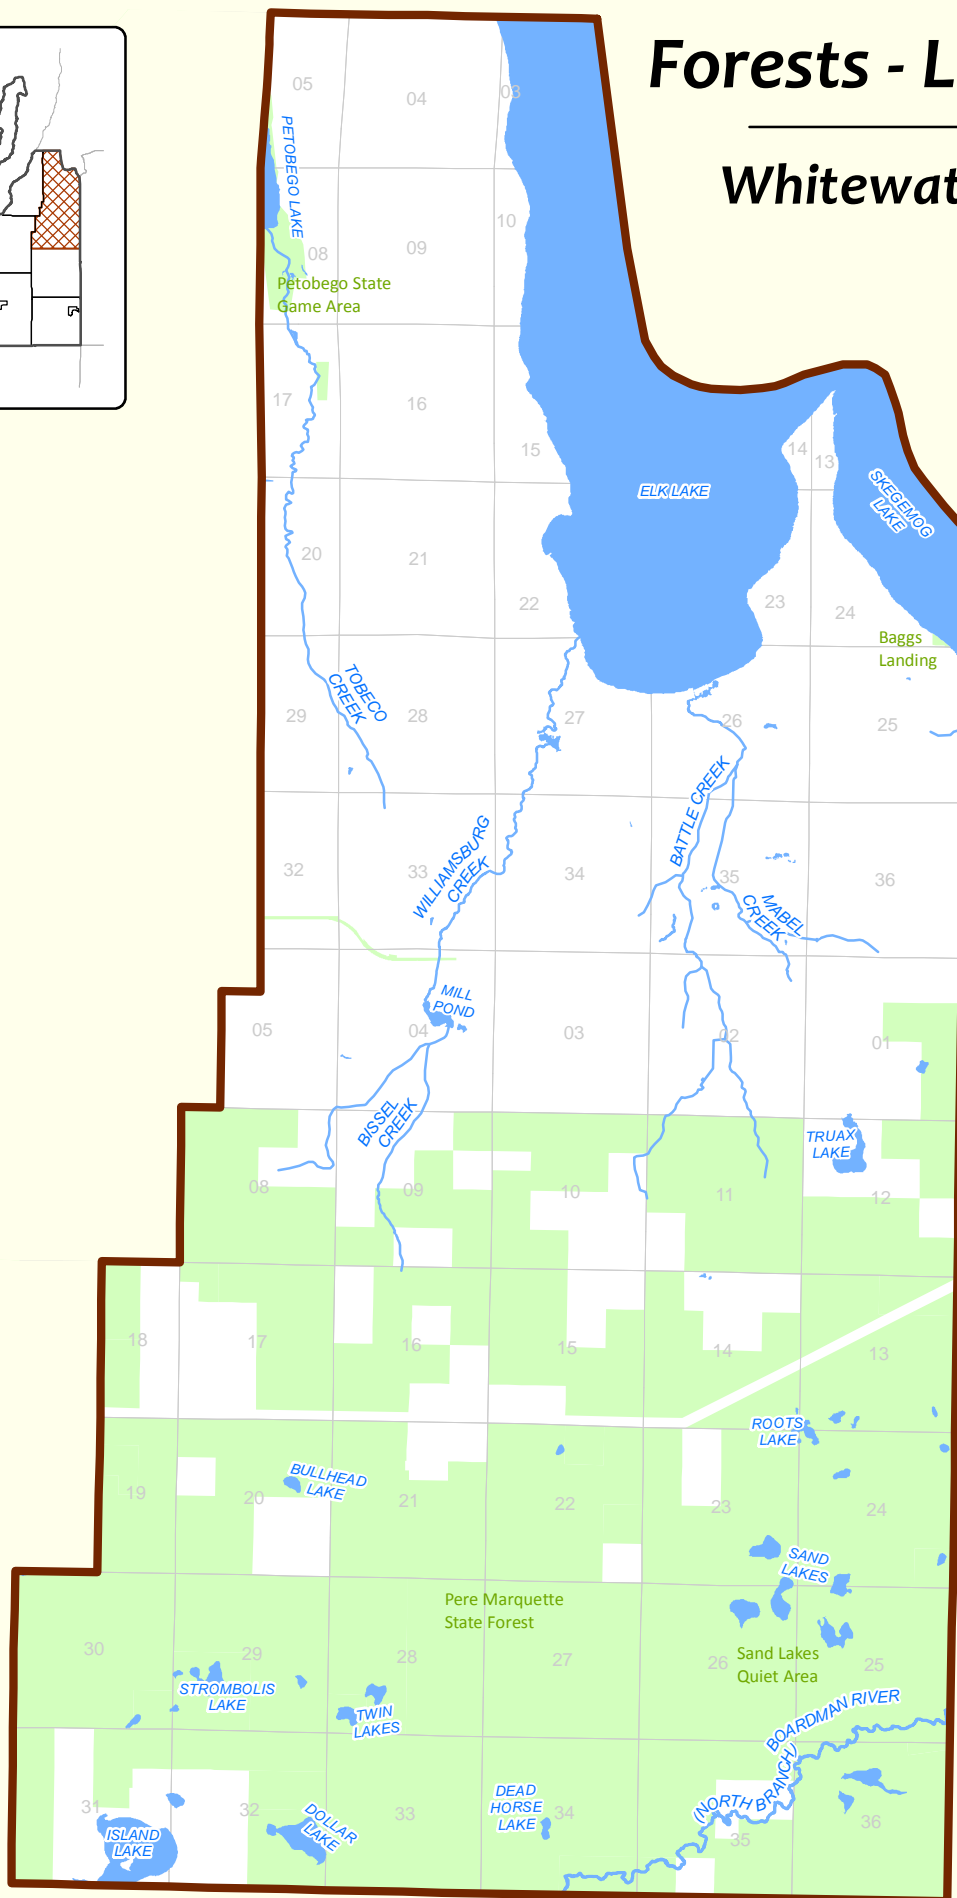 Forests - L
Whitewat
05
04
03
PETOBEGO LAKE
10
08
09
Petobego State
Game Area
17
16
15
14
13
ELK LAKE
SKEGEMOG
LAKE
20
21
22
23
24
Baggs
Landing
TOBECO
CREEK
29
28
27
26
25
BATTLE CREEK
WILLIAMSBURG
CREEK
32
33
34
35
36
MABEL
CREEK
MILL
POND
05
04
03
02
01
BISSEL
CREEK
TRUAX
LAKE
08
09
10
11
12
18
17
16
15
14
13
ROOTS
LAKE
BULLHEAD
LAKE
19
20
21
22
23
24
SAND
LAKES
Pere Marquette
State Forest
30
29
28
27
26
25
Sand Lakes
Quiet Area
STROMBOLIS
LAKE
TWIN
LAKES
BOARDMAN RIVER
(NORTH BRANCH)
DEAD
HORSE
LAKE
31
32
33
34
35
36
DOLLAR
LAKE
ISLAND
LAKE